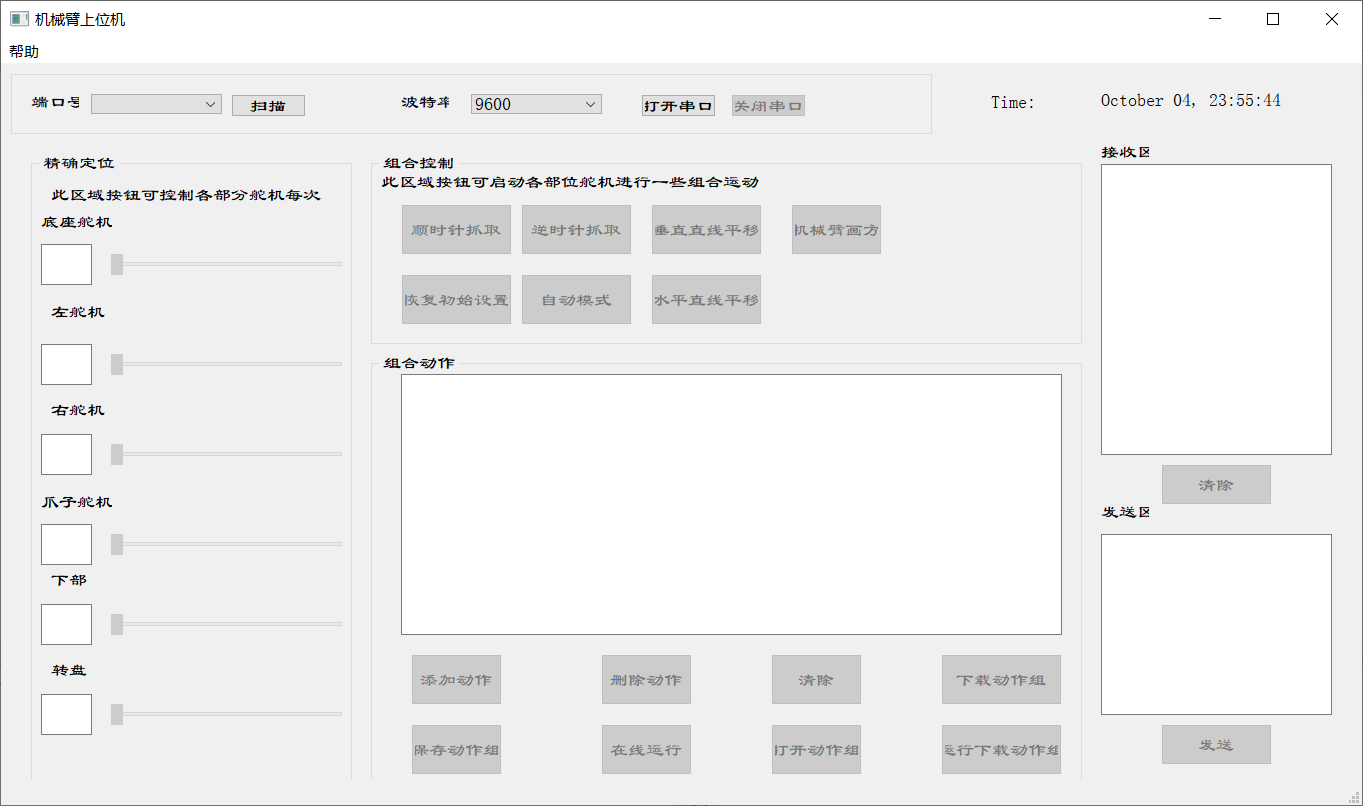 机械臂上位机
帮助
端口号 扫描 波特率 9600 打开串口 关闭串口 Time: October 04, 23:55:44
精确定位
此区域按钮可控制各部分舵机每次
底座舵机
左舵机
右舵机
爪子舵机
下部
转盘
组合控制
此区域按钮可启动各部位舵机进行一些组合运动
顺时针抓取 逆时针抓取 垂直直线平移 机械臂画方
恢复初始设置 自动模式 水平直线平移
组合动作
添加动作 删除动作 清除 下载动作组
保存动作组 在线运行 打开动作组 运行下载动作组
接收区
清除
发送区
发送